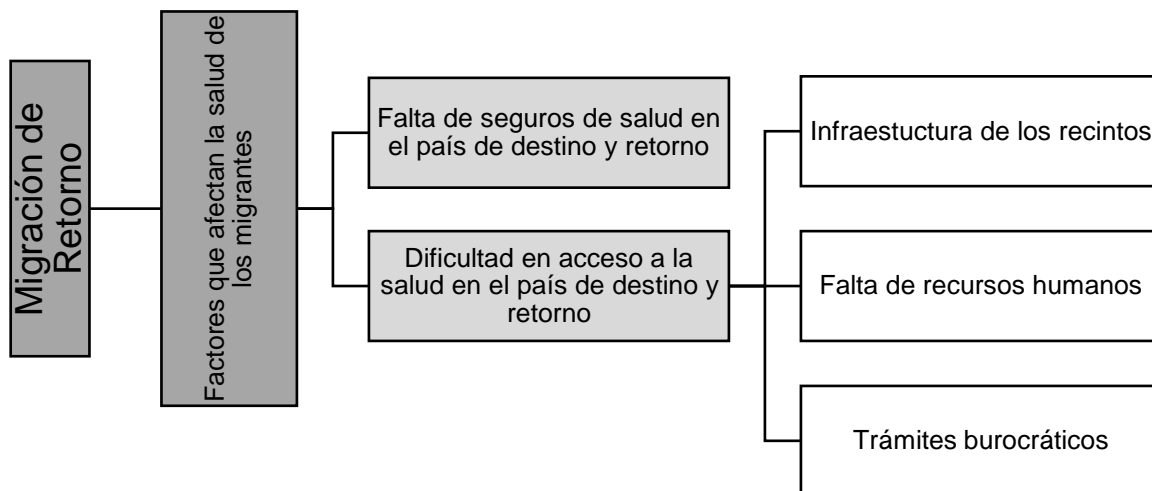 Migración de
Retorno
Factores que afectan la salud de
los migrantes
Falta de seguros de salud en
el país de destino y retorno
Dificultad en acceso a la
salud en el país de destino y
retorno
Infraestuctura de los recintos
Falta de recursos humanos
Trámites burocráticos